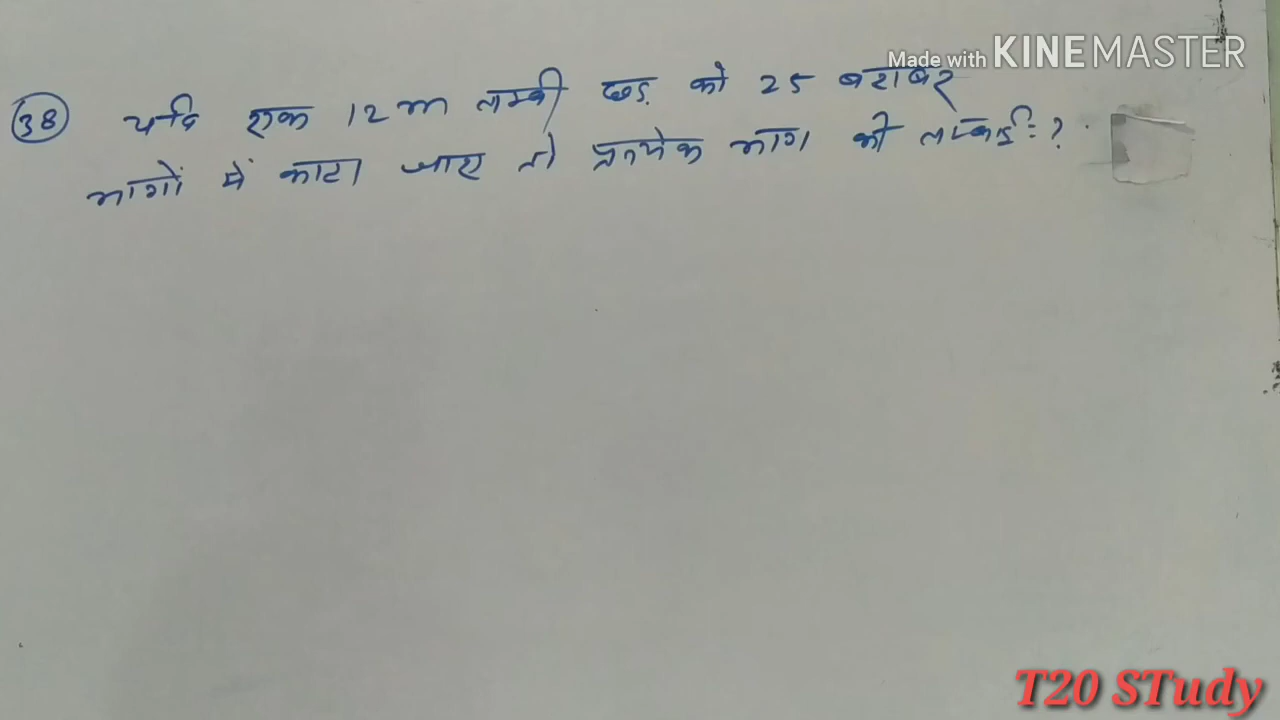 Made with KINEMASTER
38 यदि एक 12 m लम्बी छड़ को 25 बराबर
भागों में काटा जाए तो प्रत्येक भाग की लम्बाई :- ?
T20 STudy